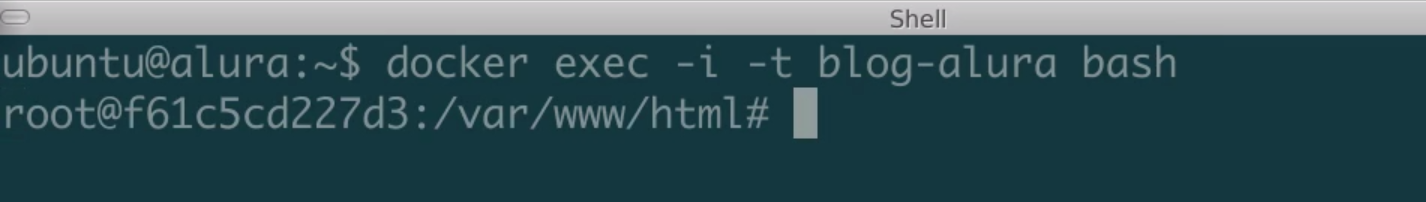 Shell
ubuntu@alura:~$ docker exec -i -t blog-alura bash
root@f61c5cd227d3:/var/www/html#